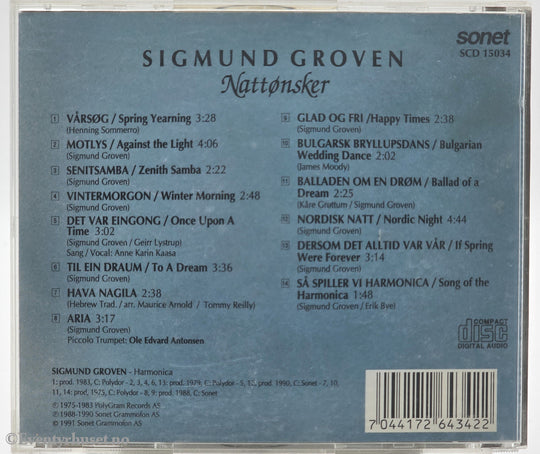 SIGMUND GROVEN
Nattønsker
sonet
SCD 15034
1 VÅRSØG / Spring Yearning 3:28
(Henning Sommerro)
2 MOTLYS / Against the Light 4:06
(Sigmund Groven)
3 SENITSAMBA / Zenith Samba 2:22
(Sigmund Groven)
4 VINTERMORGON / Winter Morning 2:48
(Sigmund Groven)
5 DET VAR EINGONG / Once Upon A
Time 3:02
(Sigmund Groven / Geirr Lystrup)
Sang / Vocal: Anne Karin Kaasa
6 TIL EIN DRAUM / To A Dream 3:36
(Sigmund Groven)
7 HAVA NAGILA 2:38
(Hebrew Trad. / arr. Maurice Arnold / Tommy Reilly)
8 ARIA 3:17
(Sigmund Groven)
Piccolo Trumpet: Ole Edvard Antonsen
9 GLAD OG FRI /Happy Times 2:38
(Sigmund Groven)
10 BULGARSK BRYLLUPSDANS / Bulgarian
Wedding Dance 2:02
(James Moody)
11 BALLADEN OM EN DRØM / Ballad of a
Dream 2:25
(Kåre Grøttum / Sigmund Groven)
12 NORDISK NATT / Nordic Night 4:44
(Sigmund Groven)
13 DERSOM DET ALLTID VAR VÅR / If Spring
Were Forever 3:14
(Sigmund Groven)
14 SÅ SPILLER VI HARMONICA / Song of the
Harmonica 1:48
(Sigmund Groven / Erik Bye)
COMPACT
disc
DIGITAL AUDIO
SIGMUND GROVEN - Harmonica
1: prod. 1983, C: Polydor - 2, 3, 4, 6, 13: prod. 1979, C: Polydor - 5, 12, prod. 1990, C: Sonet - 7, 10,
11, 14: prod 1975, C: Polydor - 8, 9: prod. 1988, C: Sonet
℗ 1975-1983 PolyGram Records AS
℗ 1988-1990 Sonet Grammofon AS
© 1991 Sonet Grammofon AS
7 044172 643422
© Eventyrhuset.no